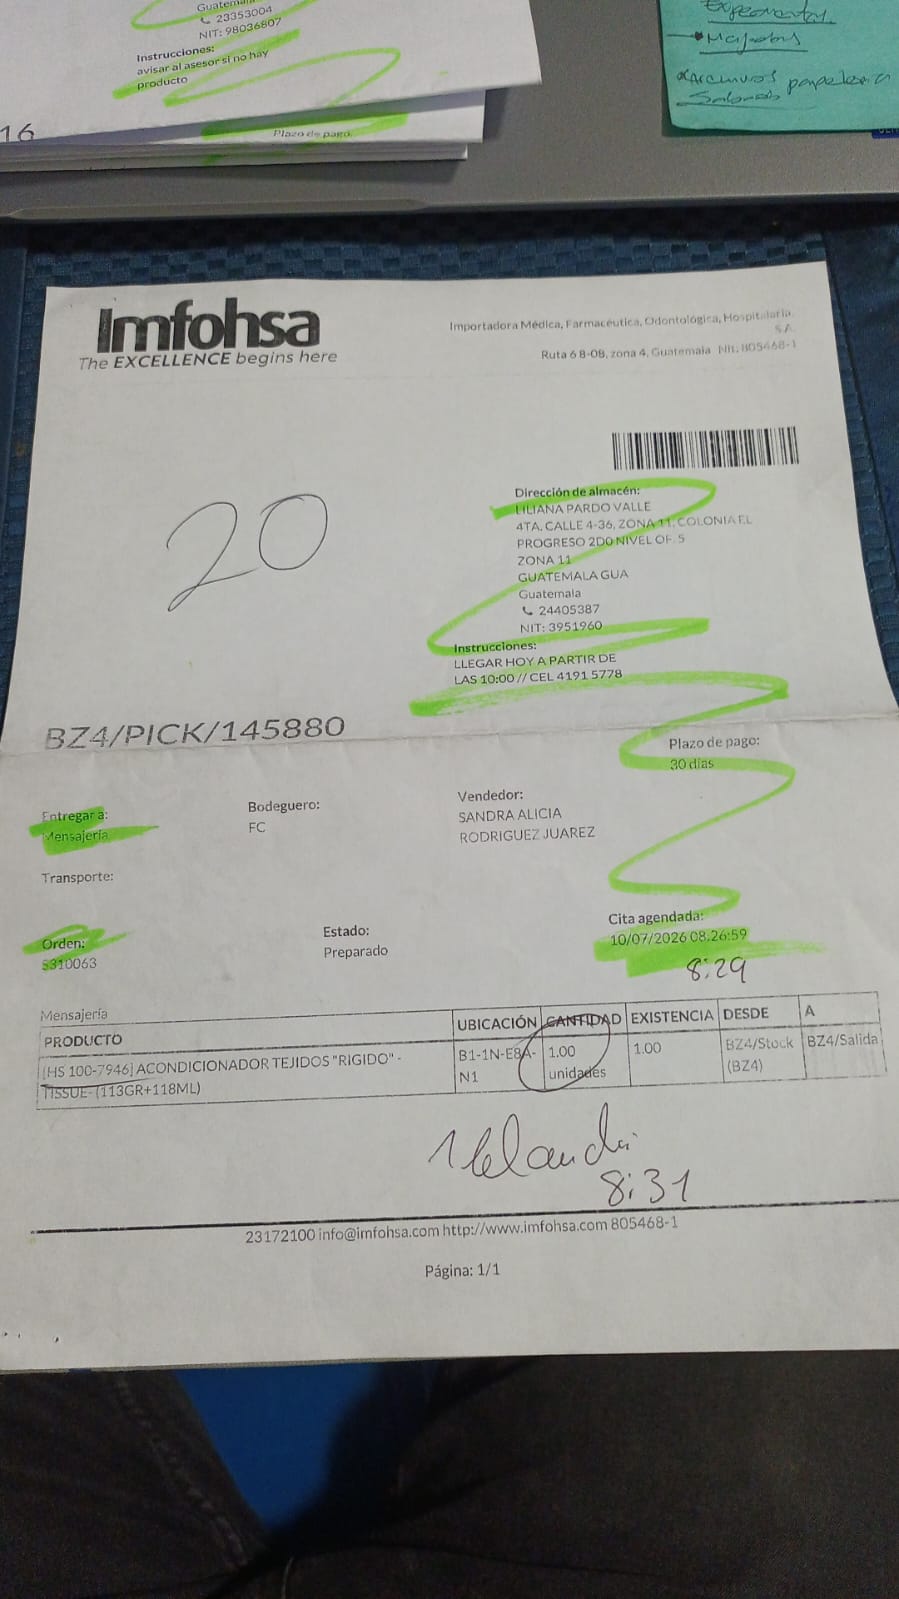 Guatemala
23353004
NIT: 98036807
Instrucciones:
avisar al asesor si no hay
producto
16
Plazo de pago:
Imfohsa
The EXCELLENCE begins here
Importadora Médica, Farmacéutica, Odontológica, Hospitalaria,
S.A.
Ruta 6 8-08, zona 4, Guatemala Nit. 805468-1
20
Dirección de almacén:
LILIANA PARDO VALLE
4TA. CALLE 4-36, ZONA 11, COLONIA EL
PROGRESO 2DO NIVEL OF. 5
ZONA 11
GUATEMALA GUA
Guatemala
24405387
NIT: 3951960
Instrucciones:
LLEGAR HOY A PARTIR DE
LAS 10:00 // CEL 4191 5778
BZ4/PICK/145880
Plazo de pago:
30 días
Entregar a:
Mensajería
Bodeguero:
FC
Vendedor:
SANDRA ALICIA
RODRIGUEZ JUAREZ
Transporte:
Orden:
S310063
Estado:
Preparado
Cita agendada:
10/07/2026 08:26:59
8:29
Mensajería
PRODUCTO UBICACIÓN CANTIDAD EXISTENCIA DESDE A
[HS 100-7946] ACONDICIONADOR TEJIDOS "RIGIDO" - B1-1N-E8A- 1.00 1.00 BZ4/Stock BZ4/Salida
TISSUE- (113GR+118ML) N1 unidades (BZ4)
8:31
23172100 info@imfohsa.com http://www.imfohsa.com 805468-1
Página: 1/1